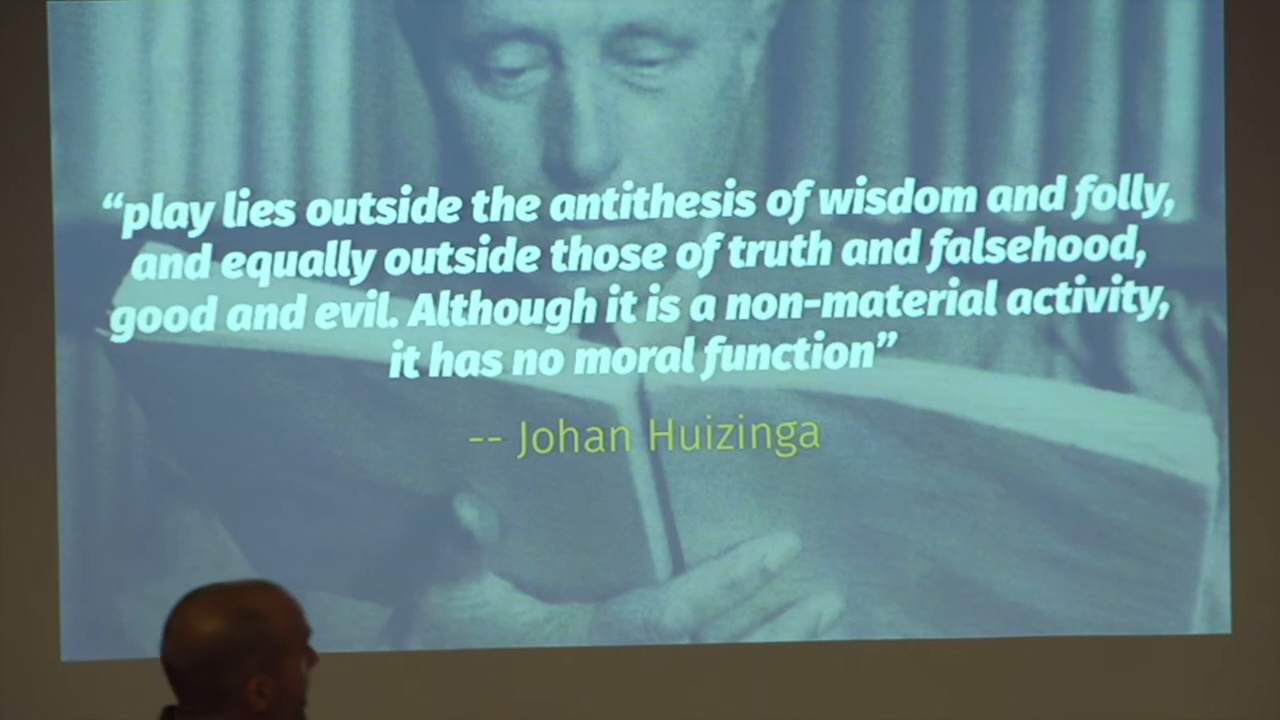 “play lies outside the antithesis of wisdom and folly,
and equally outside those of truth and falsehood,
good and evil. Although it is a non-material activity,
it has no moral function”
-- Johan Huizinga